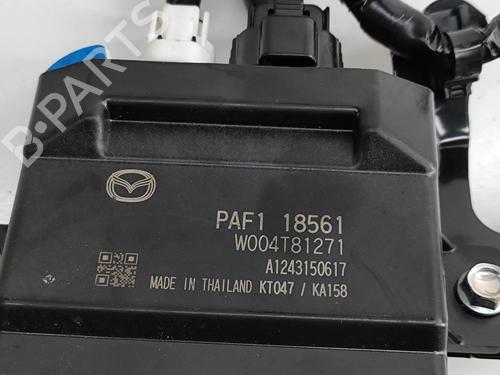 B-PARTS
PAF1 18561
W004T81271
A1243150617
MADE IN THAILAND KT047 / KA158